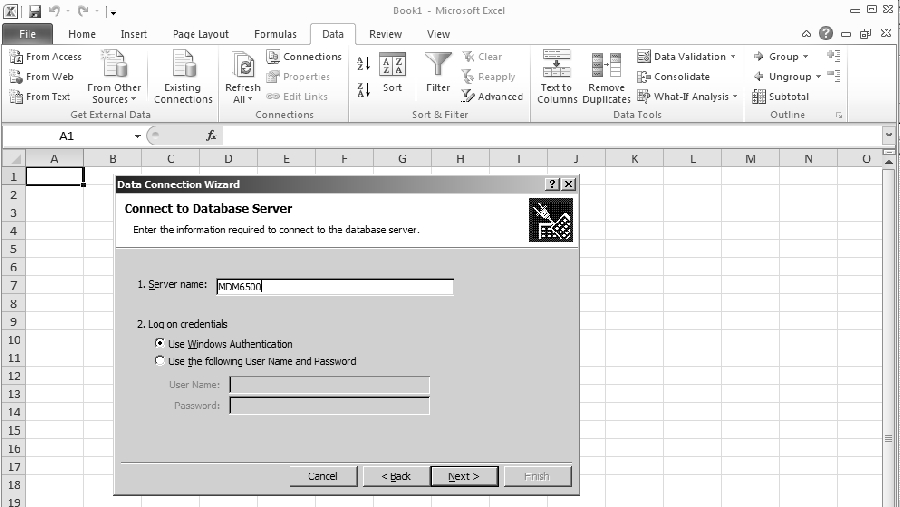 Book1 - Microsoft Excel
File Home Insert Page Layout Formulas Data Review View
From Access
From Web
From Text
From Other Sources
Existing Connections
Get External Data
Refresh All
Connections
Properties
Edit Links
Connections
Sort
Filter
Clear
Reapply
Advanced
Sort & Filter
Text to Columns
Remove Duplicates
Data Validation
Consolidate
What-If Analysis
Data Tools
Group
Ungroup
Subtotal
Outline
A1 fx
A B C D E F G H I J K L M N O
1
2
3
4
5
6
7
8
9
10
11
12
13
14
15
16
17
18
19
Data Connection Wizard
Connect to Database Server
Enter the information required to connect to the database server.
1. Server name: MDM6500
2. Log on credentials
Use Windows Authentication
Use the following User Name and Password
User Name:
Password:
Cancel < Back Next > Finish